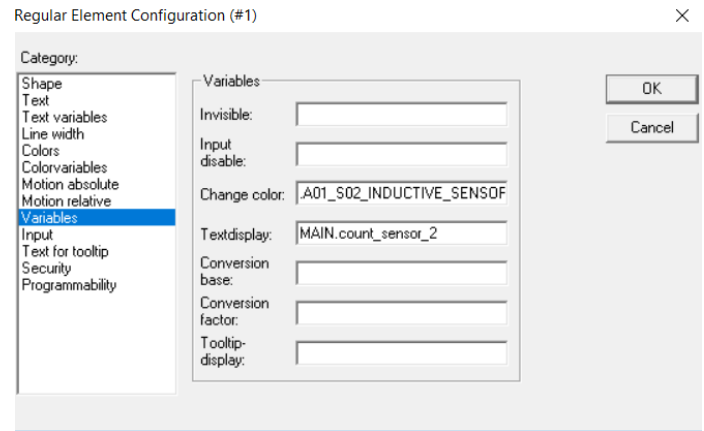 Regular Element Configuration (#1)
Category:
Shape
Text
Text variables
Line width
Colors
Colorvariables
Motion absolute
Motion relative
Variables
Input
Text for tooltip
Security
Programmability
Variables
Invisible:
Input
disable:
Change color: .A01_S02_INDUCTIVE_SENSOF
Textdisplay: MAIN.count_sensor_2
Conversion
base:
Conversion
factor:
Tooltip-
display:
OK
Cancel